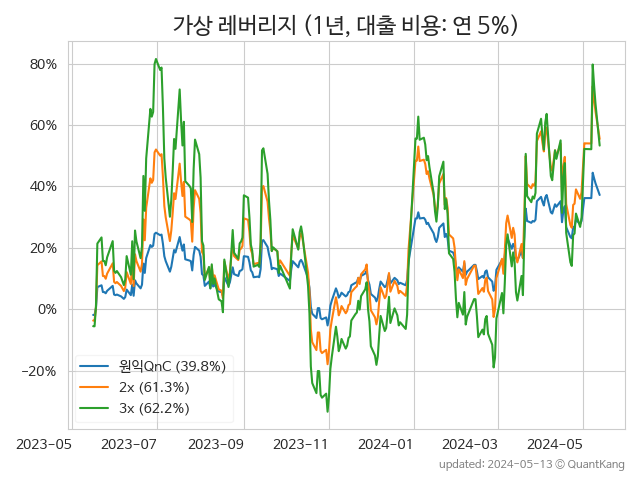 가상 레버리지 (1년, 대출 비용: 연 5%)
80%
60%
40%
20%
0%
−20%
원익QnC (39.8%)
2x (61.3%)
3x (62.2%)
2023-05 2023-07 2023-09 2023-11 2024-01 2024-03 2024-05
updated: 2024-05-13 © QuantKang